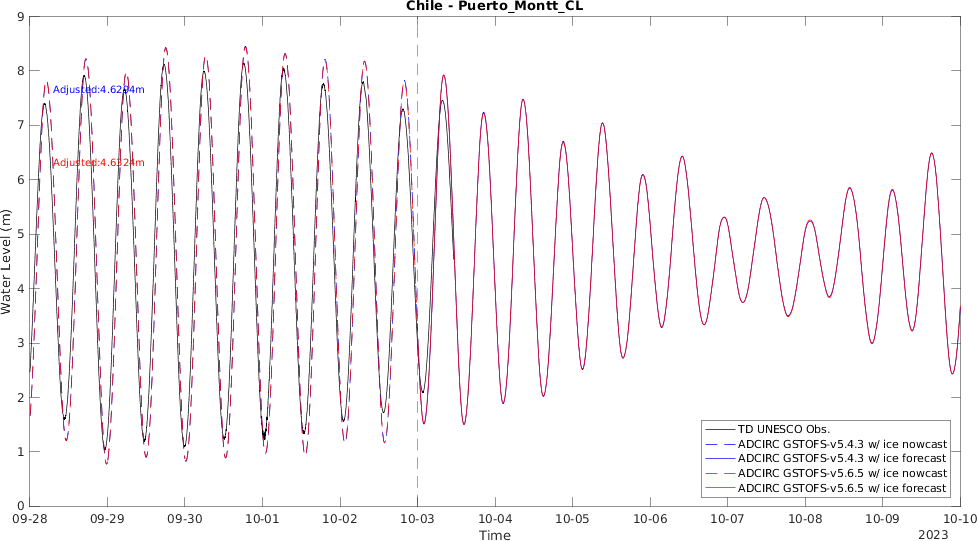 Chile - Puerto_Montt_CL
9
8
7
6
5
4
3
2
1
0
Water Level (m)
Adjusted:4.6294m
Adjusted:4.6324m
TD UNESCO Obs.
ADCIRC GSTOFS-v5.4.3 w/ ice nowcast
ADCIRC GSTOFS-v5.4.3 w/ ice forecast
ADCIRC GSTOFS-v5.6.5 w/ ice nowcast
ADCIRC GSTOFS-v5.6.5 w/ ice forecast
09-28 09-29 09-30 10-01 10-02 10-03 10-04 10-05 10-06 10-07 10-08 10-09 10-10
Time
2023